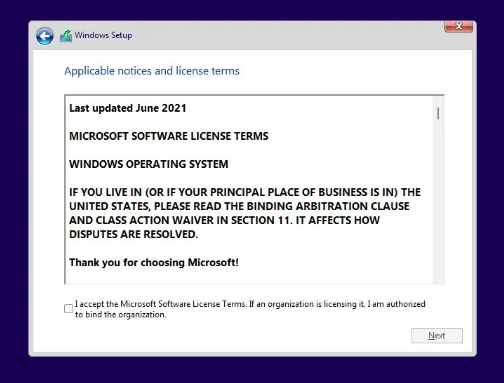 Windows Setup
Applicable notices and license terms
Last updated June 2021
MICROSOFT SOFTWARE LICENSE TERMS
WINDOWS OPERATING SYSTEM
IF YOU LIVE IN (OR IF YOUR PRINCIPAL PLACE OF BUSINESS IS IN) THE
UNITED STATES, PLEASE READ THE BINDING ARBITRATION CLAUSE
AND CLASS ACTION WAIVER IN SECTION 11. IT AFFECTS HOW
DISPUTES ARE RESOLVED.
Thank you for choosing Microsoft!
I accept the Microsoft Software License Terms. If an organization is licensing it, I am authorized
to bind the organization.
Next